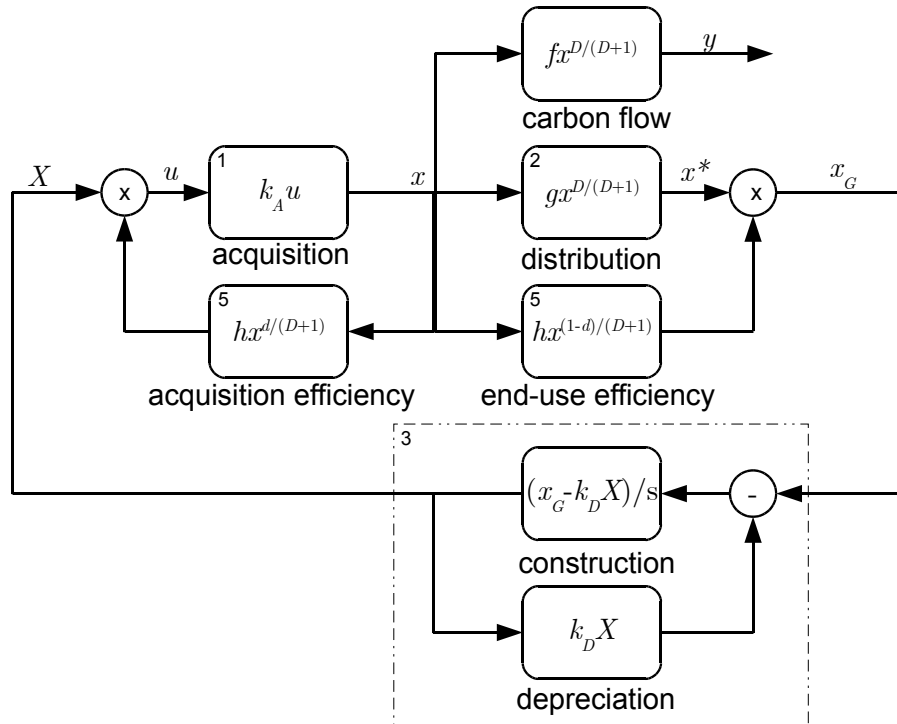 fx^{D/(D+1)}
y
carbon flow
X
x
u
1
k_A u
acquisition
x
2
gx^{D/(D+1)}
distribution
x*
x
x_G
5
hx^{d/(D+1)}
acquisition efficiency
5
hx^{(1-d)/(D+1)}
end-use efficiency
3
(x_G-k_D X)/s
construction
-
k_D X
depreciation